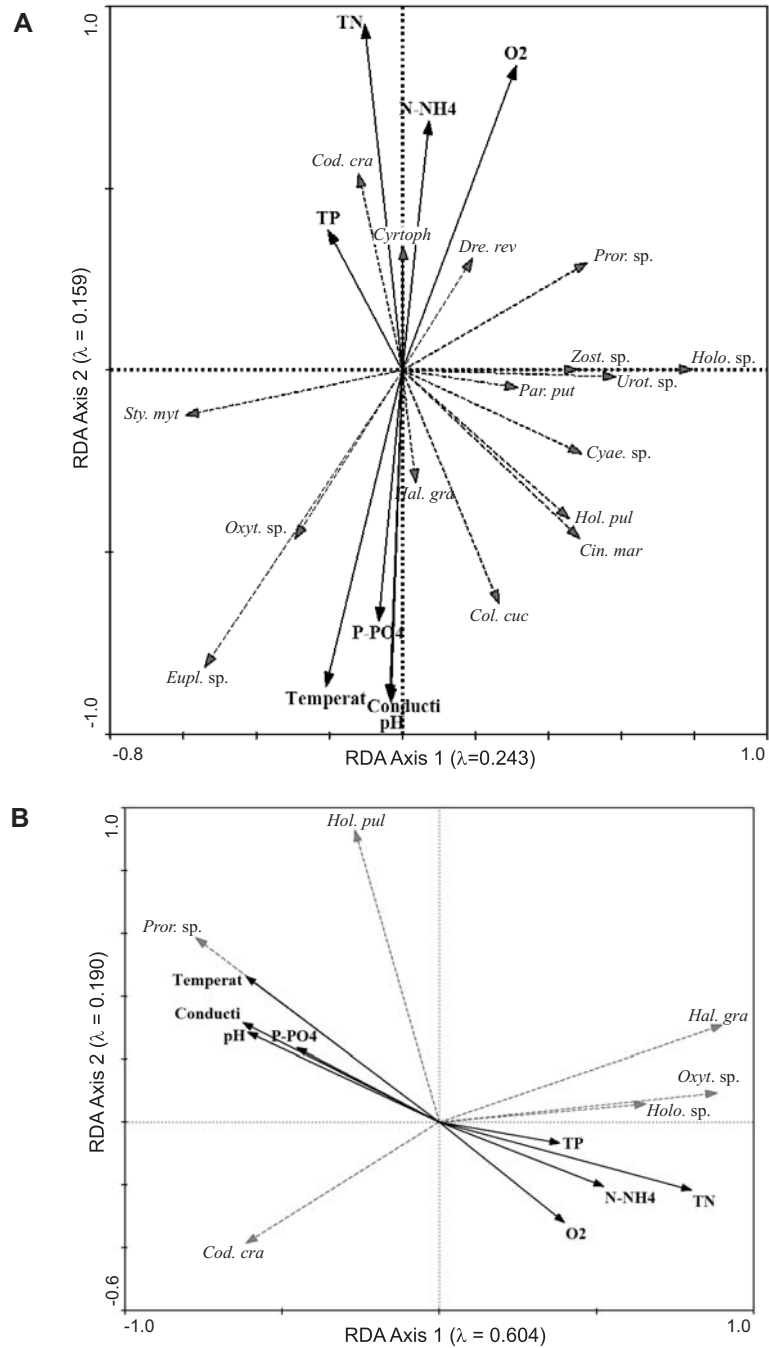 A
1.0
TN
O2
N-NH4
Cod. cra
TP
Cyrtoph
Dre. rev
Pror. sp.
RDA Axis 2 (λ = 0.159)
Zost. sp.
Holo. sp.
Urot. sp.
Par. put
Sty. myt
Cyae. sp.
Hal. gra
Oxyt. sp.
Hol. pul
Cin. mar
Col. cuc
P-PO4
Eupl. sp.
Temperat
Conducti
pH
-1.0
-0.8
RDA Axis 1 (λ=0.243)
1.0
B
1.0
Hol. pul
Pror. sp.
Temperat
Conducti
pH
P-PO4
Hal. gra
Oxyt. sp.
Holo. sp.
RDA Axis 2 (λ = 0.190)
TP
N-NH4
TN
O2
Cod. cra
-0.6
-1.0
RDA Axis 1 (λ = 0.604)
1.0